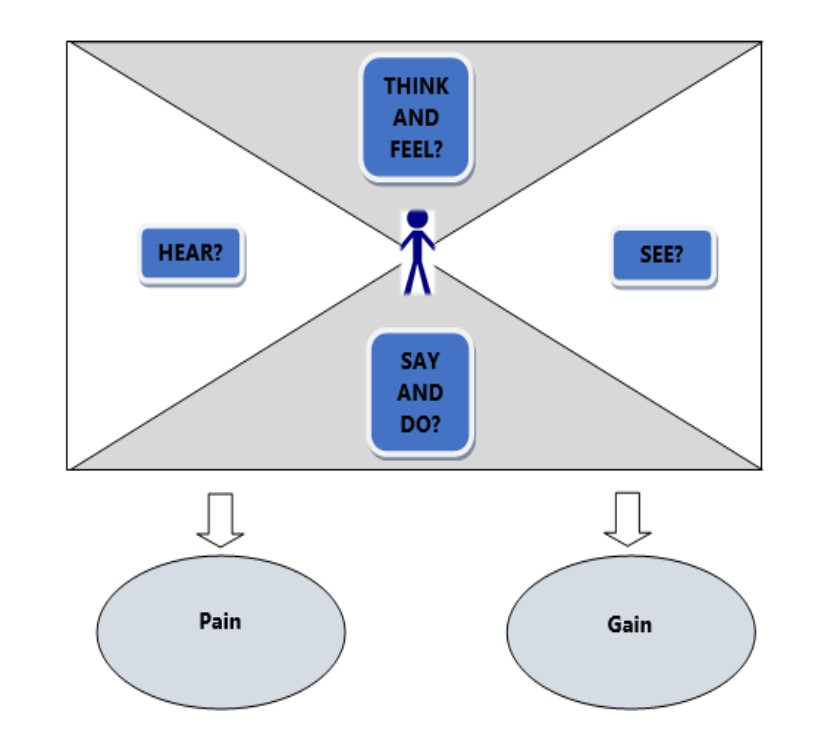 THINK
AND
FEEL?
HEAR?
SEE?
SAY
AND
DO?
Pain
Gain